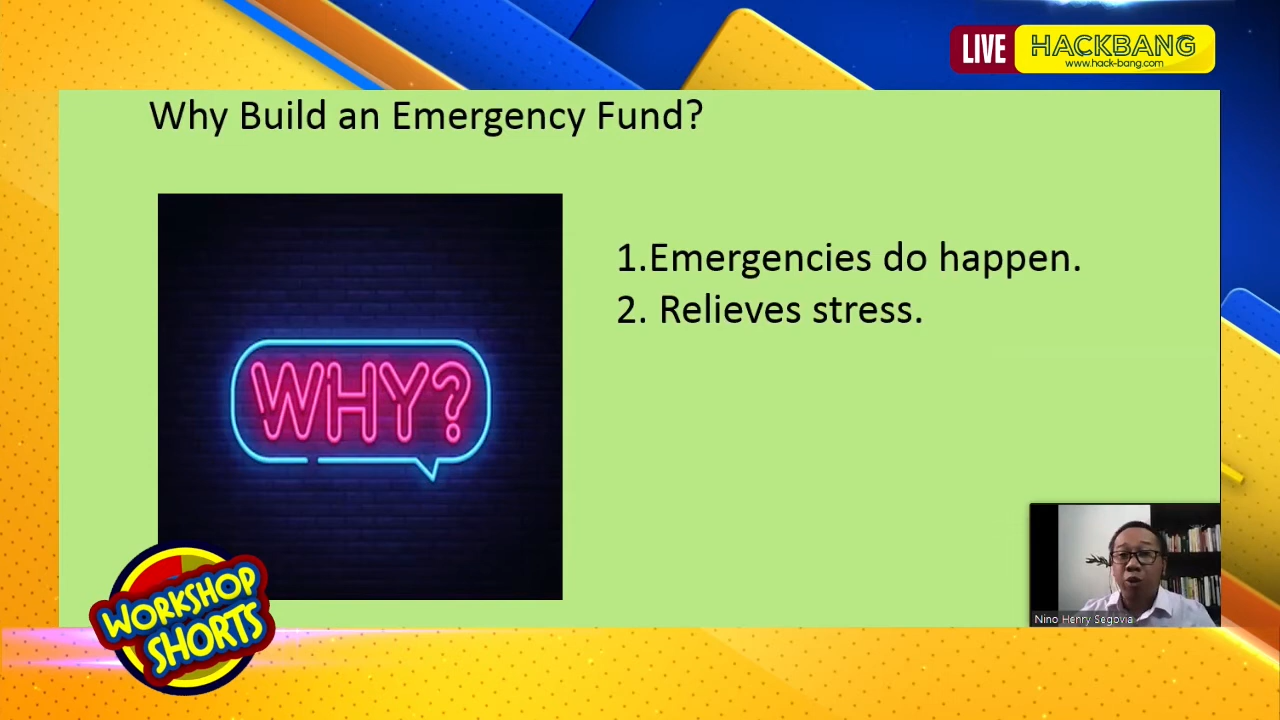 LIVE HACKBANG
www.hack-bang.com
Why Build an Emergency Fund?
1.Emergencies do happen.
2. Relieves stress.
WHY?
WORKSHOP
SHORTS
Nino Henry Segovia